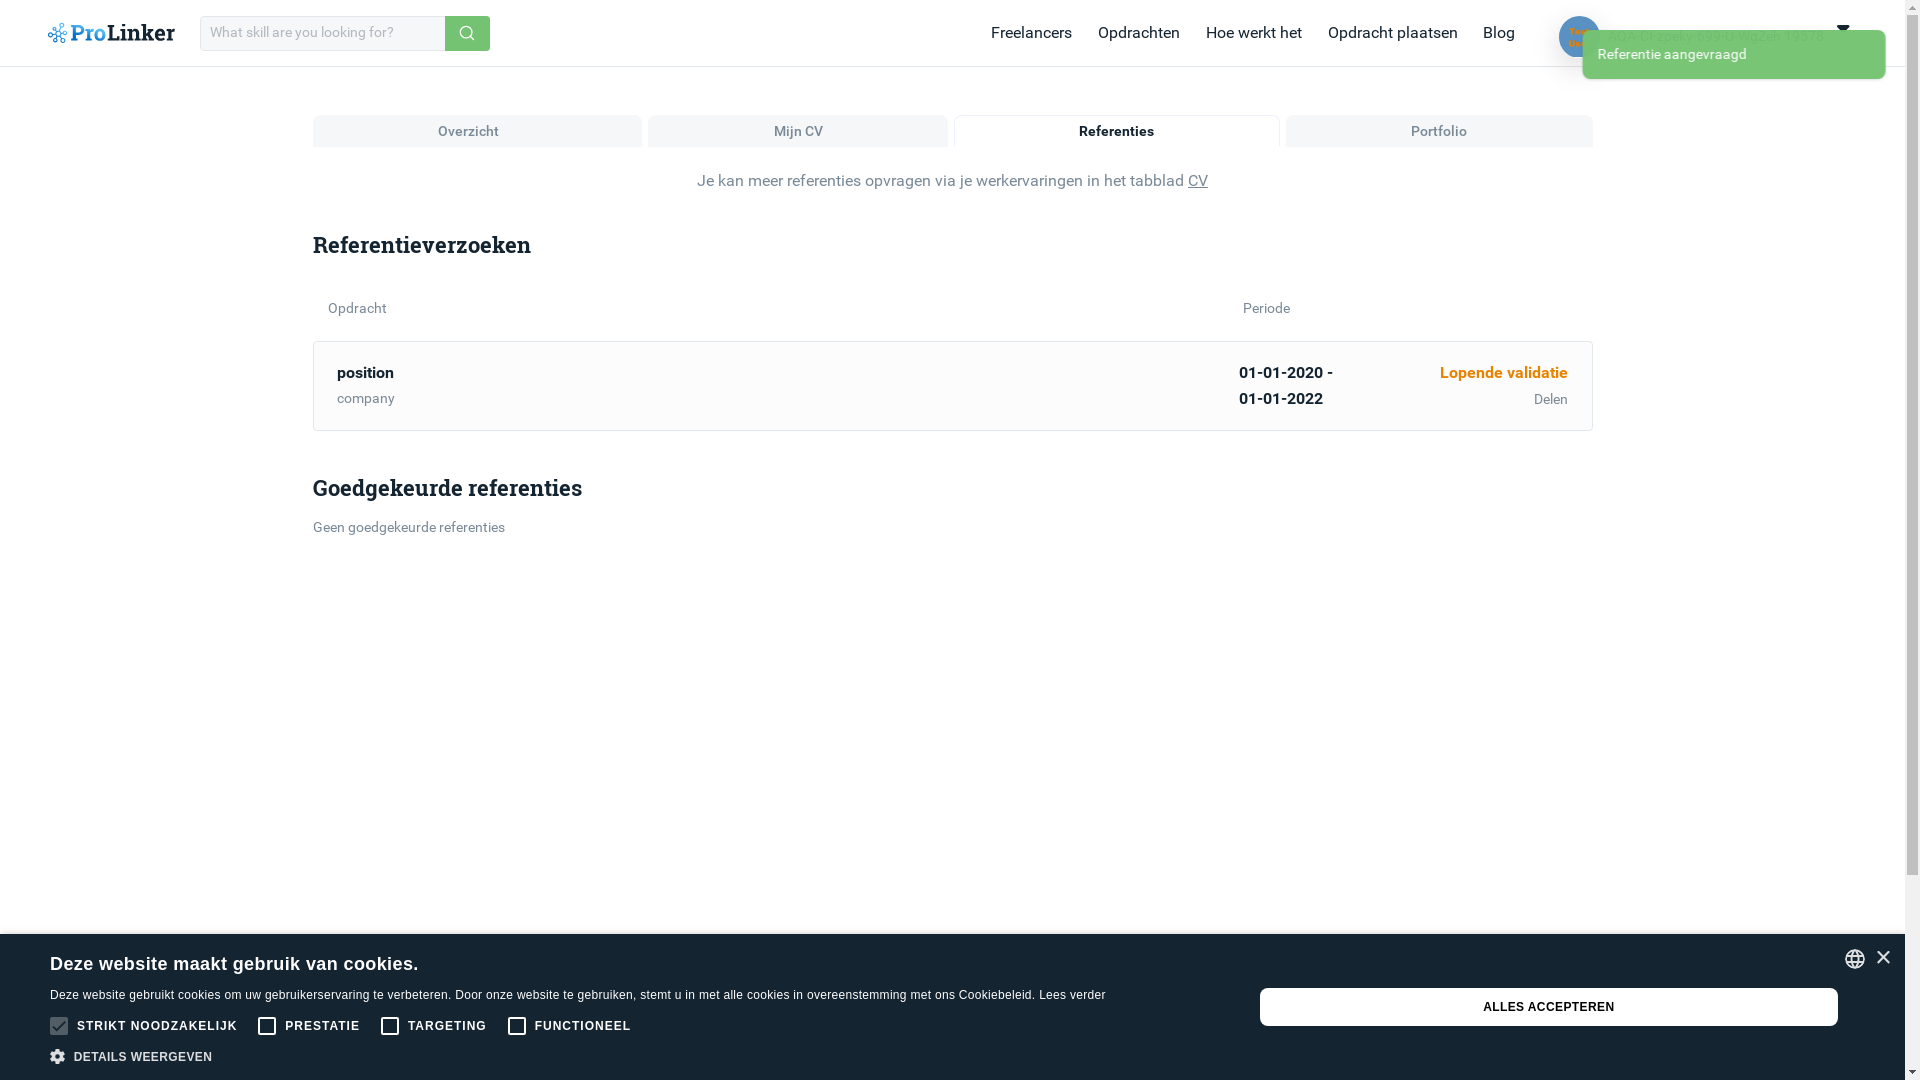 ProLinker
What skill are you looking for?
Freelancers
Opdrachten
Hoe werkt het
Opdracht plaatsen
Blog
Referentie aangevraagd
Overzicht
Mijn CV
Referenties
Portfolio
Je kan meer referenties opvragen via je werkervaringen in het tabblad CV
Referentieverzoeken
Opdracht
Periode
position
company
01-01-2020 -
01-01-2022
Lopende validatie
Delen
Goedgekeurde referenties
Geen goedgekeurde referenties
Deze website maakt gebruik van cookies.
Deze website gebruikt cookies om uw gebruikerservaring te verbeteren. Door onze website te gebruiken, stemt u in met alle cookies in overeenstemming met ons Cookiebeleid. Lees verder
STRIKT NOODZAKELIJK
PRESTATIE
TARGETING
FUNCTIONEEL
DETAILS WEERGEVEN
ALLES ACCEPTEREN